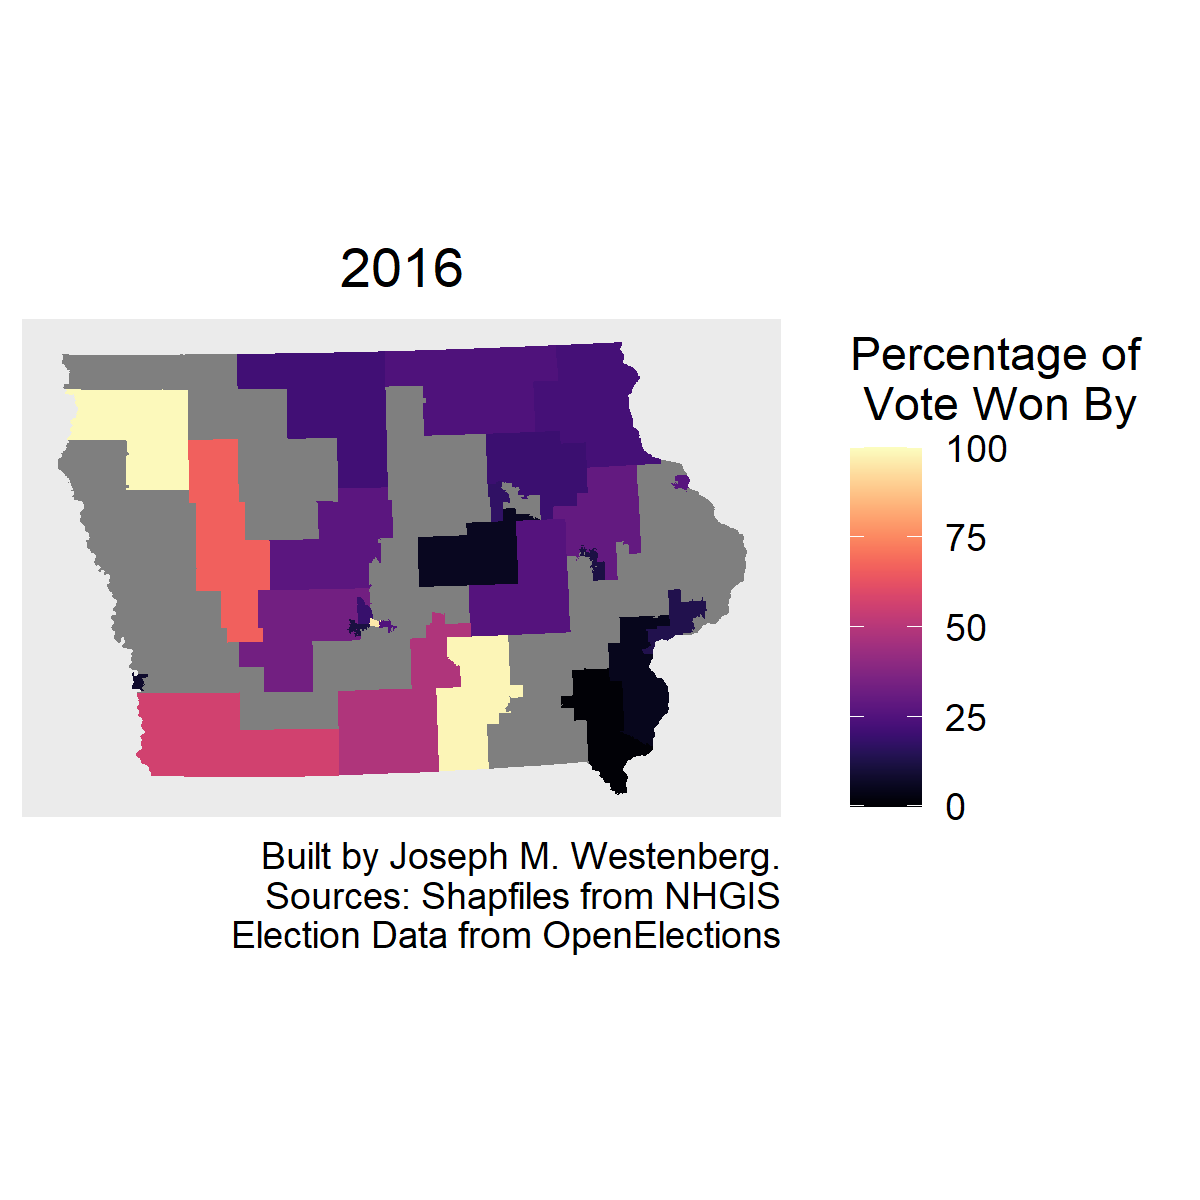 2016
Percentage of
Vote Won By
100
75
50
25
0
Built by Joseph M. Westenberg.
Sources: Shapfiles from NHGIS
Election Data from OpenElections